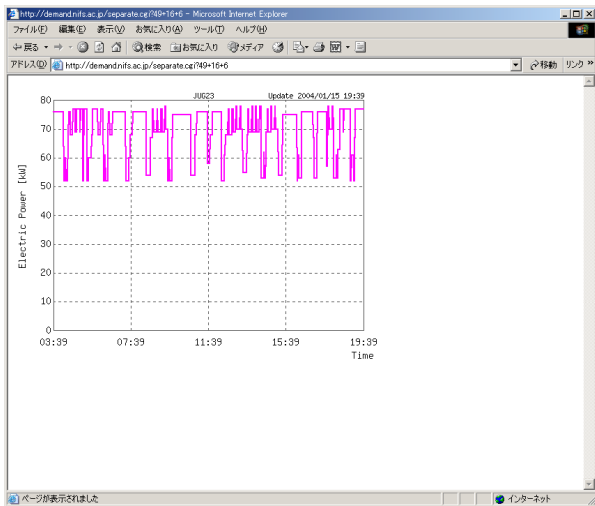 http://demand.nifs.ac.jp/separate.cgi?49+16+6 - Microsoft Internet Explorer
ファイル(F) 編集(E) 表示(V) お気に入り(A) ツール(T) ヘルプ(H)
戻る 検索 お気に入り メディア
アドレス(D) http://demand.nifs.ac.jp/separate.cgi?49+16+6 移動 リンク »
JUG23 Update 2004/01/15 19:39
80
70
60
50
40
30
20
10
0
Electric Power [kW]
03:39 07:39 11:39 15:39 19:39
Time
ページが表示されました インターネット